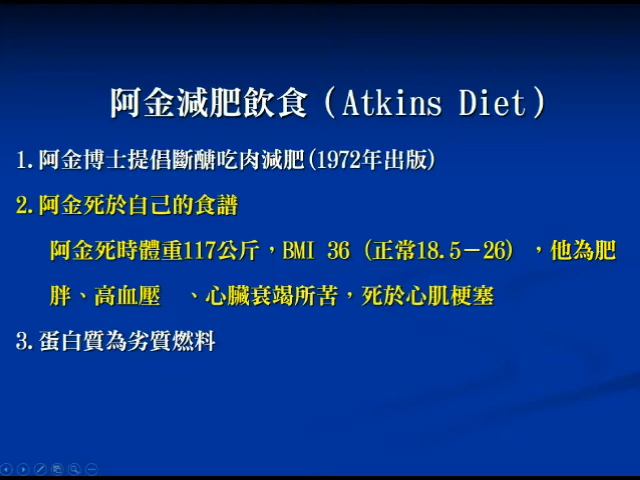 阿金減肥飲食（Atkins Diet）
1.阿金博士提倡斷醣吃肉減肥(1972年出版)
2.阿金死於自己的食譜
阿金死時體重117公斤，BMI 36 (正常18.5－26) ，他為肥
胖、高血壓 、心臟衰竭所苦，死於心肌梗塞
3.蛋白質為劣質燃料